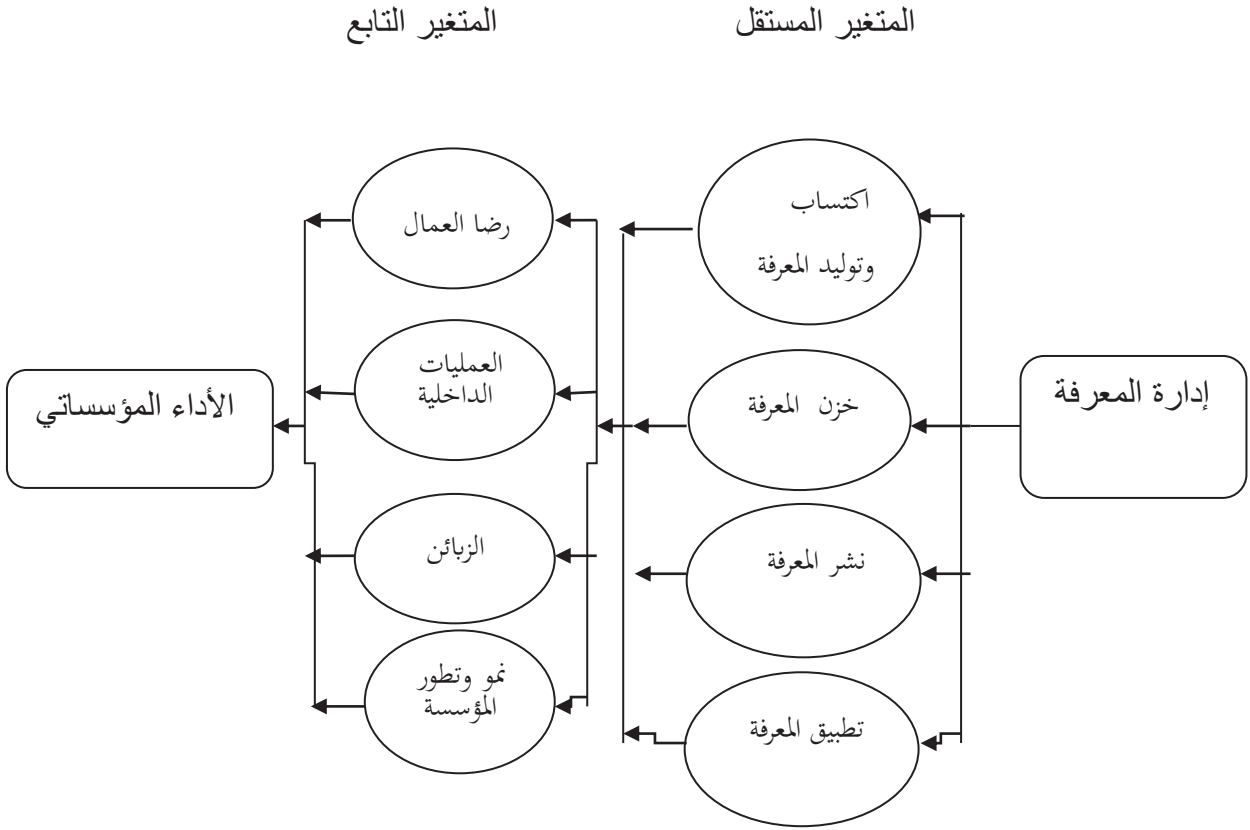 المتغير المستقل
المتغير التابع
إدارة المعرفة
اكتساب
وتوليد المعرفة
خزن المعرفة
نشر المعرفة
تطبيق المعرفة
رضا العمال
العمليات
الداخلية
الزبائن
نمو وتطور
المؤسسة
الأداء المؤسساتي